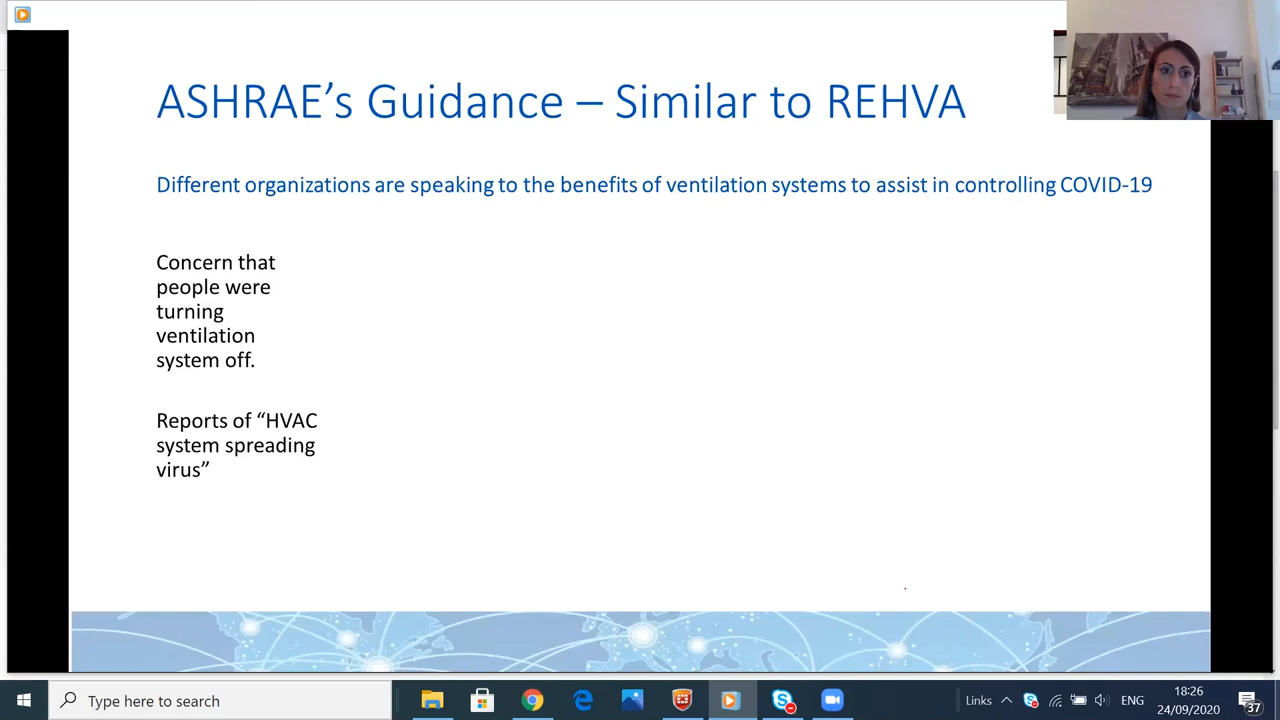 ASHRAE’s Guidance – Similar to REHVA
Different organizations are speaking to the benefits of ventilation systems to assist in controlling COVID-19
Concern that
people were
turning
ventilation
system off.
Reports of “HVAC
system spreading
virus”
Type here to search
Links
ENG
18:26
24/09/2020
37